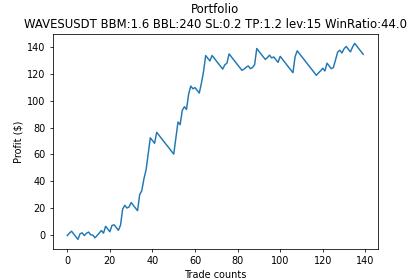 Portfolio
WAVESUSDT BBM:1.6 BBL:240 SL:0.2 TP:1.2 lev:15 WinRatio:44.0
140
120
100
80
60
40
20
0
Profit ($)
0 20 40 60 80 100 120 140
Trade counts